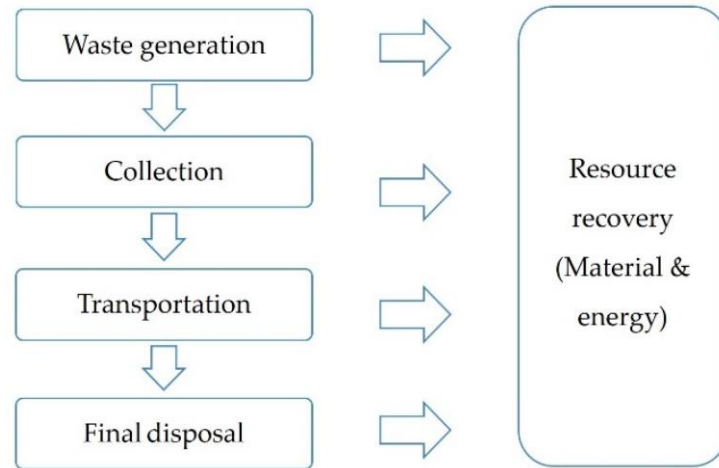 Waste generation
Collection
Transportation
Final disposal
Resource
recovery
(Material &
energy)